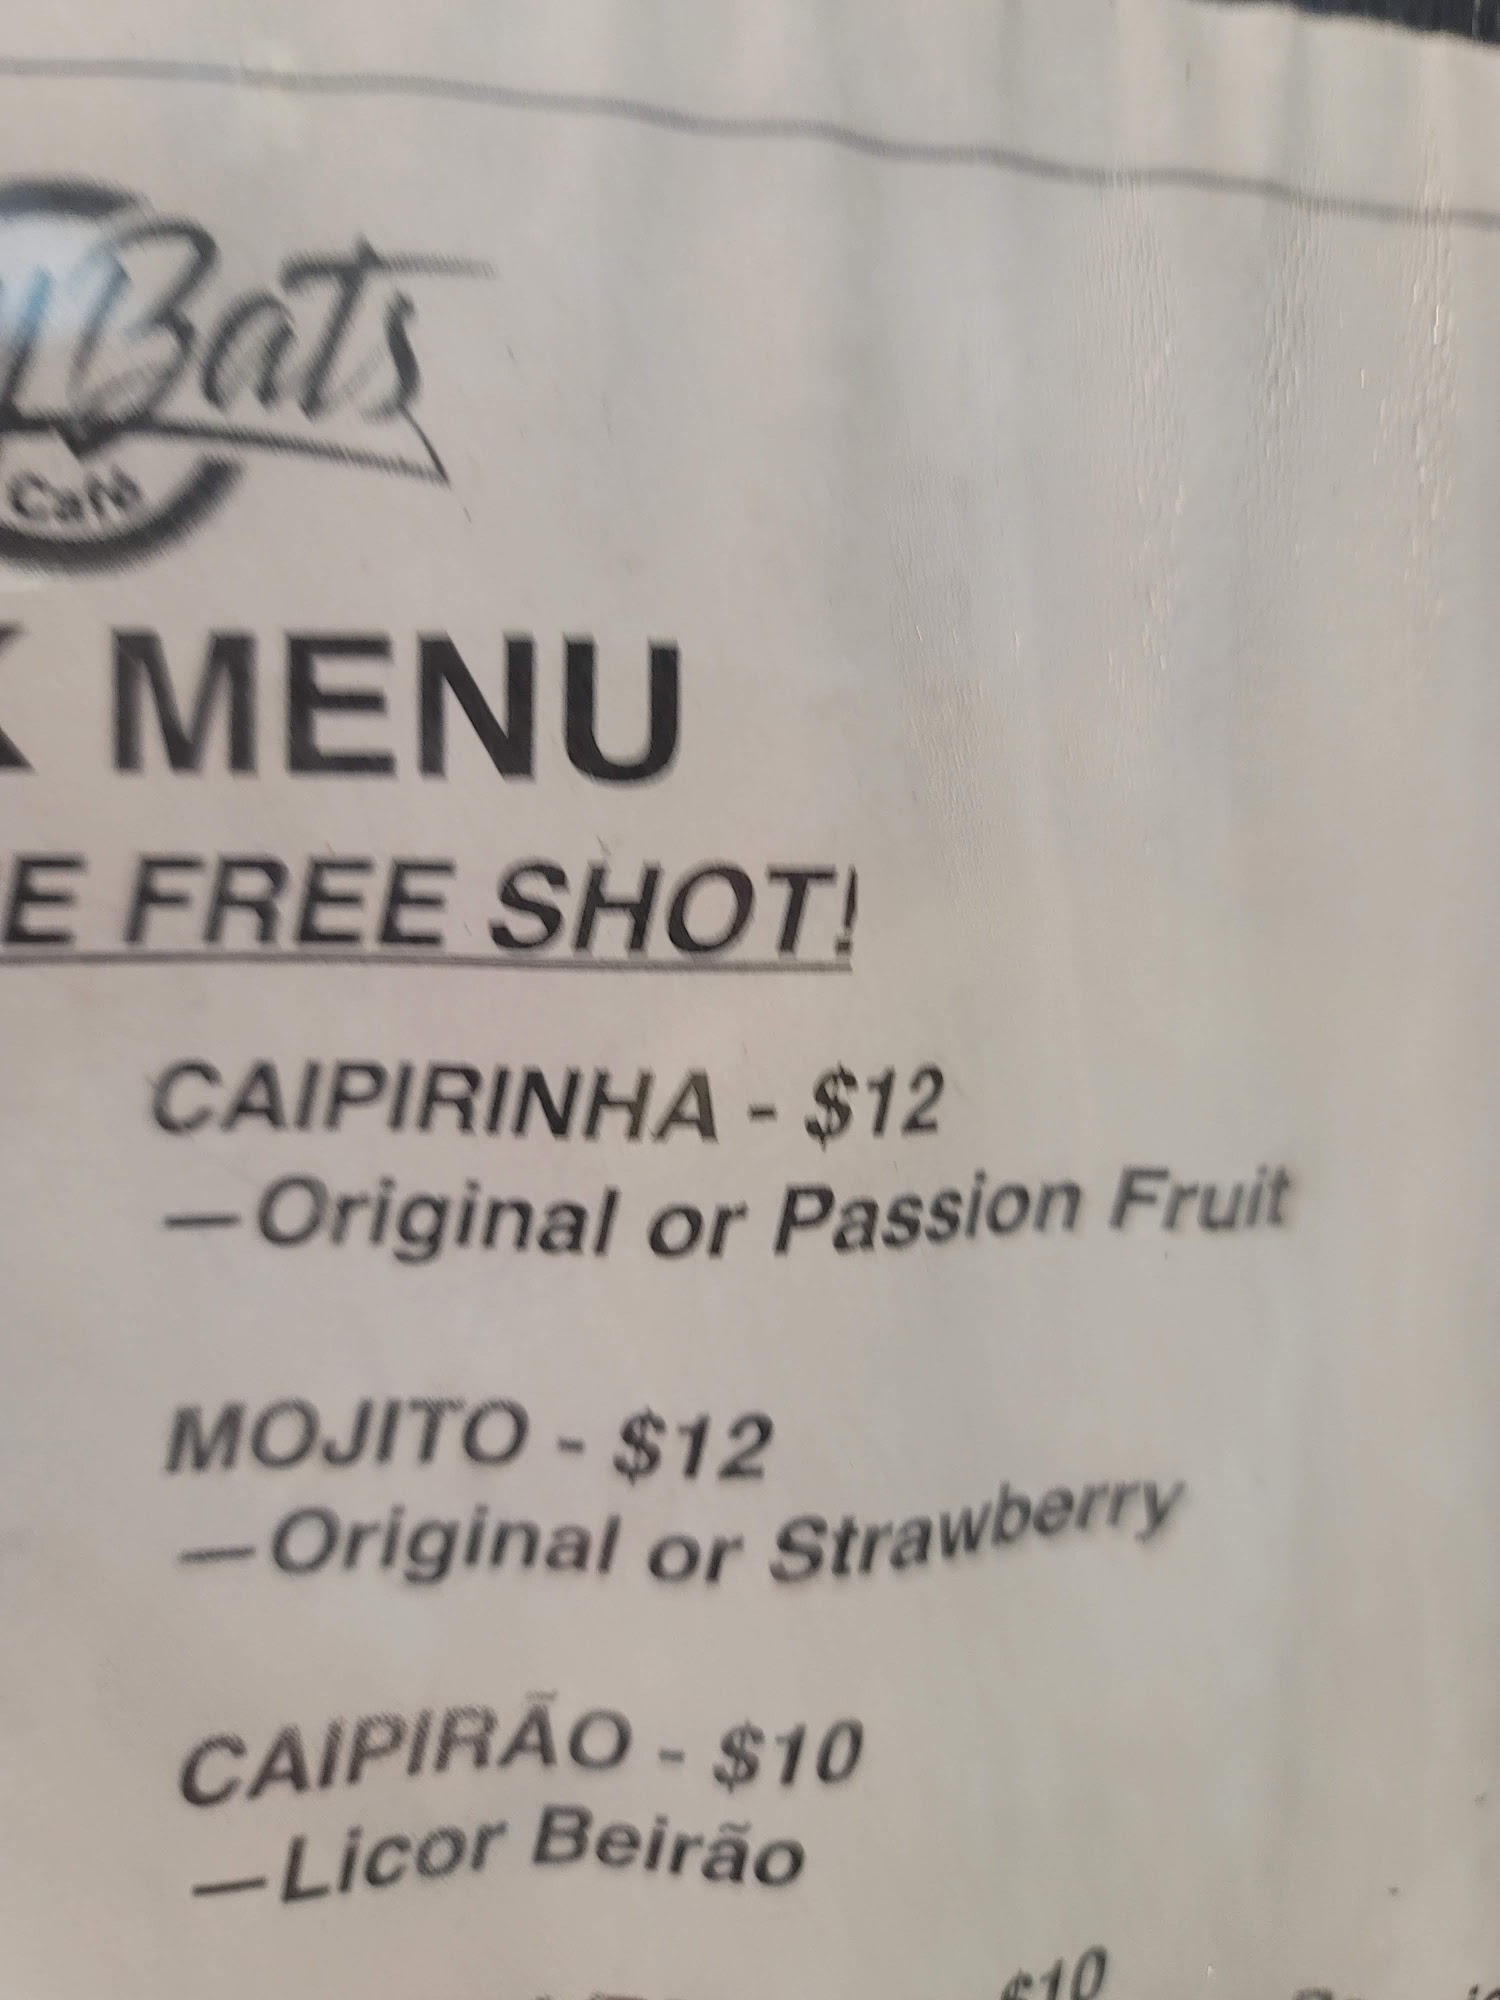 Bats
Café
MENU
FREE SHOT!
CAIPIRINHA - $12
—Original or Passion Fruit
MOJITO - $12
—Original or Strawberry
CAIPIRÃO - $10
—Licor Beirão
$10